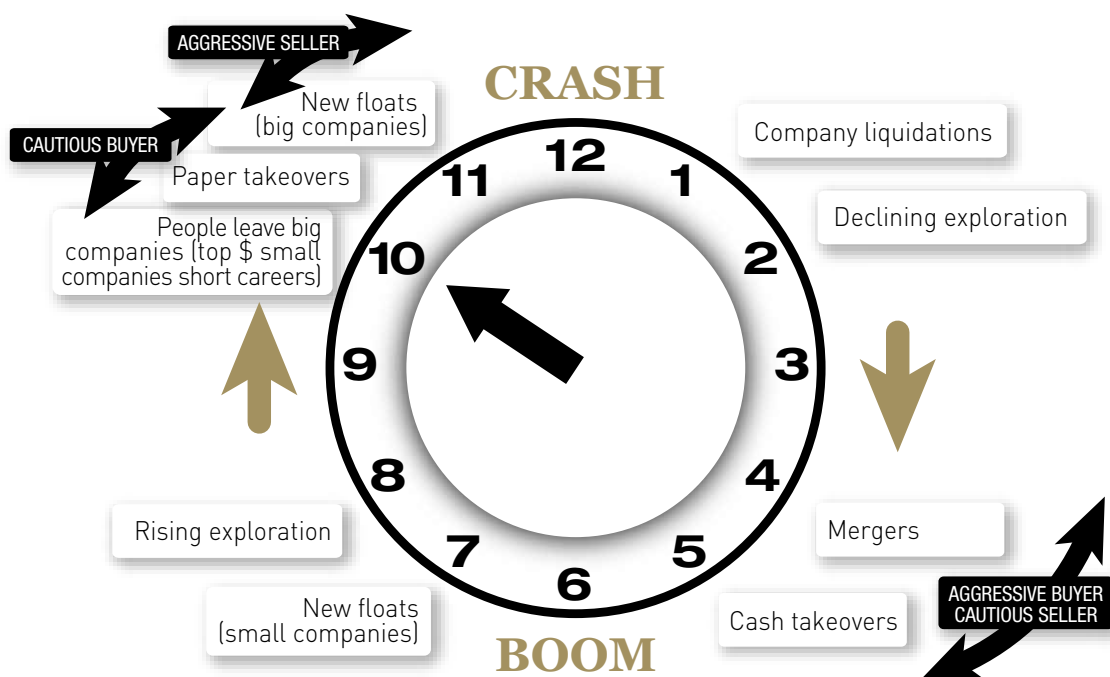 AGGRESSIVE SELLER
CRASH
New floats
(big companies)
CAUTIOUS BUYER
Paper takeovers
People leave big
companies (top $ small
companies short careers)
Company liquidations
Declining exploration
12
1
2
3
4
5
6
7
8
9
10
11
Rising exploration
New floats
(small companies)
Mergers
Cash takeovers
AGGRESSIVE BUYER
CAUTIOUS SELLER
BOOM